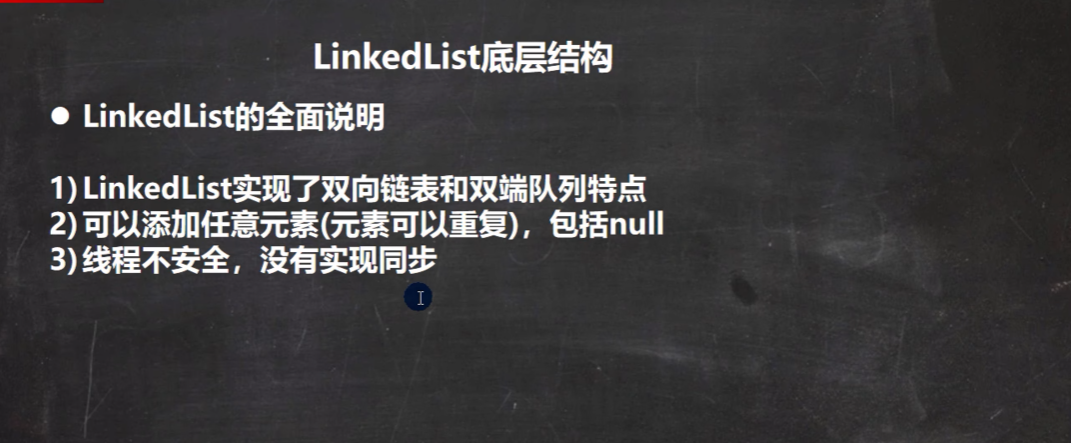 LinkedList底层结构
● LinkedList的全面说明
1) LinkedList实现了双向链表和双端队列特点
2) 可以添加任意元素(元素可以重复)，包括null
3) 线程不安全，没有实现同步